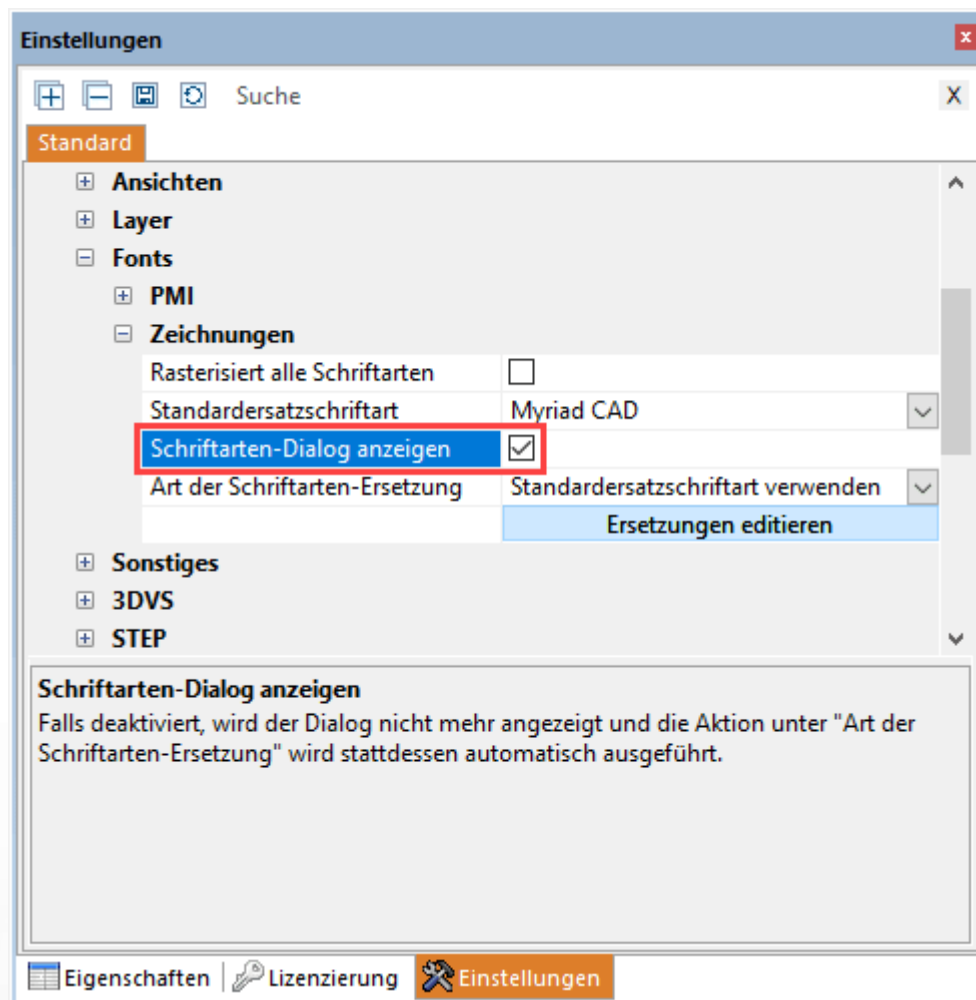 Einstellungen
x
Suche
X
Standard
Ansichten
Layer
Fonts
PMI
Zeichnungen
Rasterisiert alle Schriftarten
Standardersatzschriftart Myriad CAD
Schriftarten-Dialog anzeigen
Art der Schriftarten-Ersetzung Standardersatzschriftart verwenden
Ersetzungen editieren
Sonstiges
3DVS
STEP
Schriftarten-Dialog anzeigen
Falls deaktiviert, wird der Dialog nicht mehr angezeigt und die Aktion unter "Art der
Schriftarten-Ersetzung" wird stattdessen automatisch ausgeführt.
Eigenschaften Lizenzierung Einstellungen